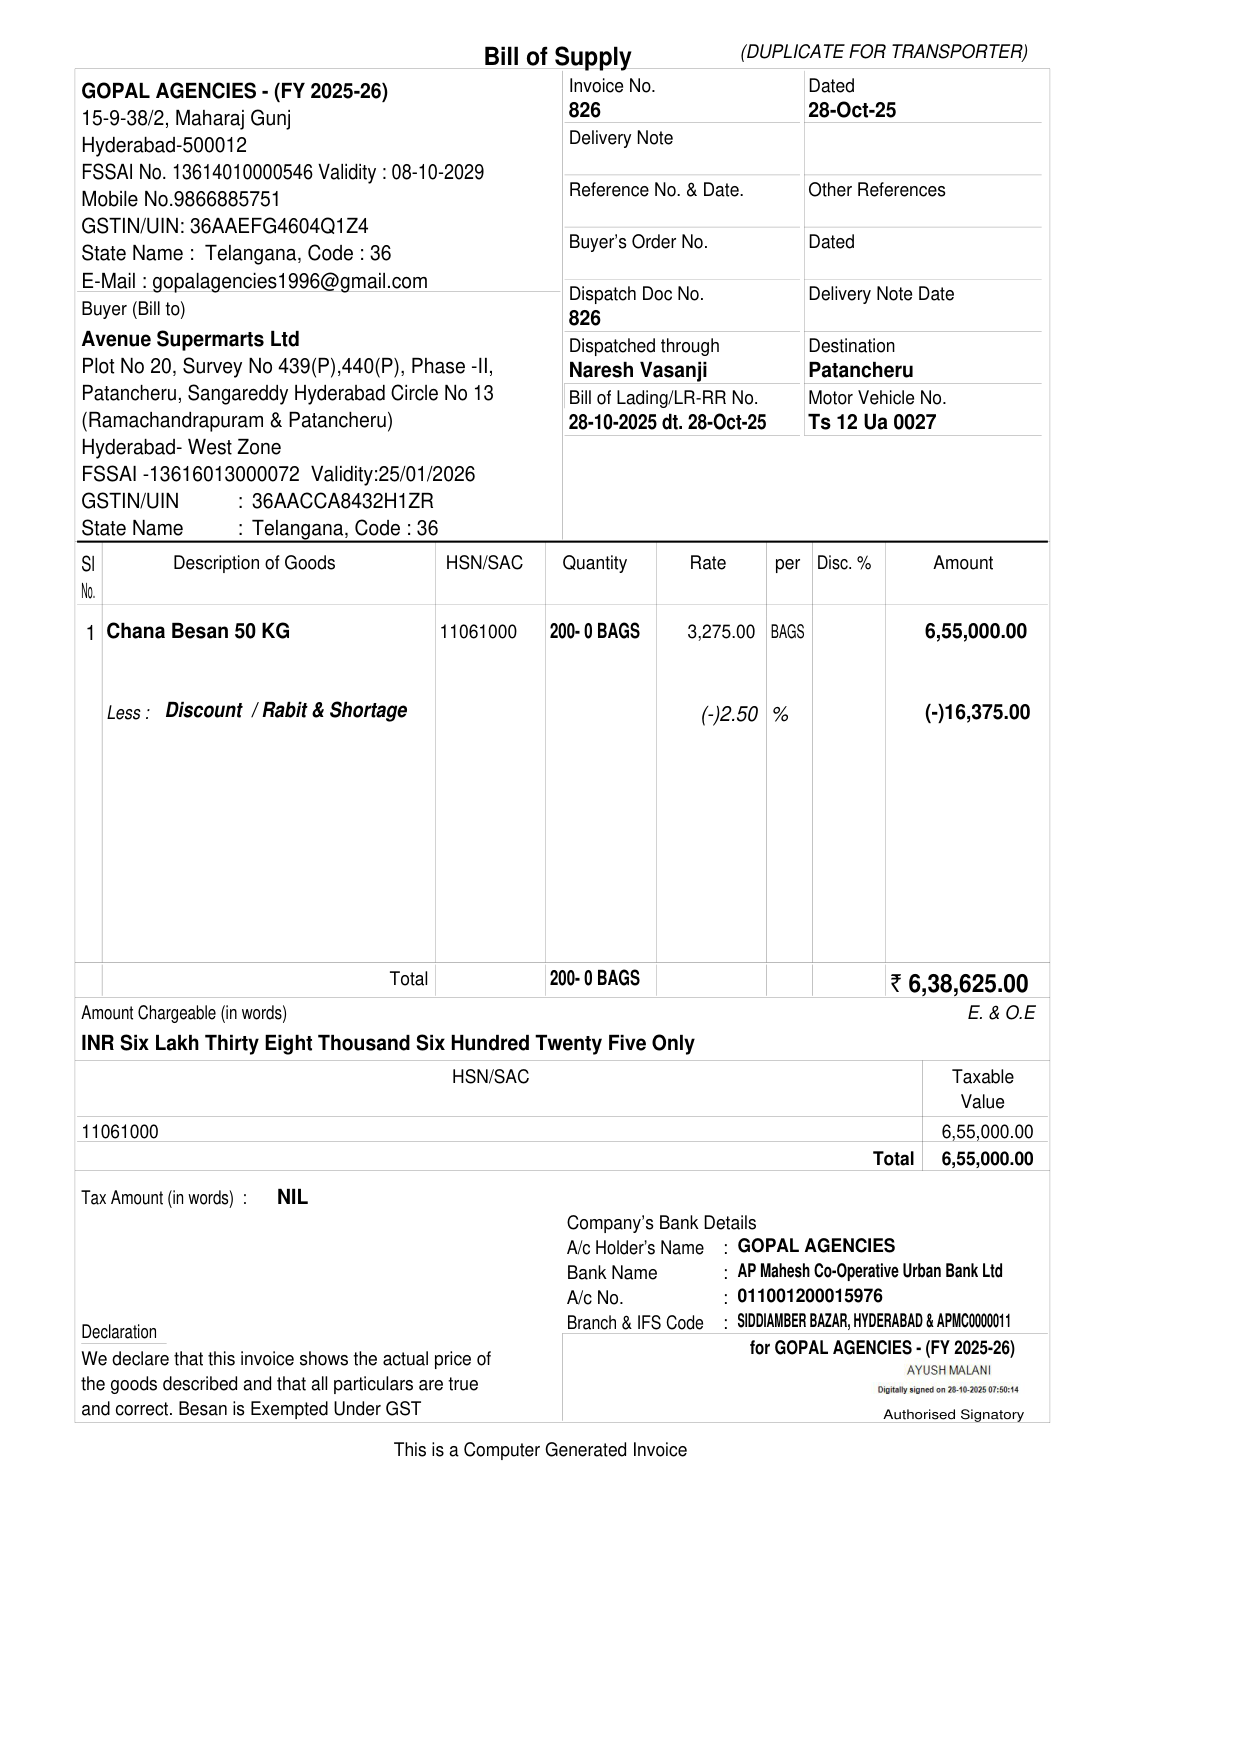 Bill of Supply
(DUPLICATE FOR TRANSPORTER)
GOPAL AGENCIES - (FY 2025-26)
15-9-38/2, Maharaj Gunj
Hyderabad-500012
FSSAI No. 13614010000546 Validity : 08-10-2029
Mobile No.9866885751
GSTIN/UIN: 36AAEFG4604Q1Z4
State Name :  Telangana, Code : 36
E-Mail : gopalagencies1996@gmail.com
Buyer (Bill to)
Avenue Supermarts Ltd
Plot No 20, Survey No 439(P),440(P), Phase -II,
Patancheru, Sangareddy Hyderabad Circle No 13
(Ramachandrapuram & Patancheru)
Hyderabad- West Zone
FSSAI -13616013000072  Validity:25/01/2026
GSTIN/UIN : 36AACCA8432H1ZR
State Name : Telangana, Code : 36
Invoice No. Dated
826 28-Oct-25
Delivery Note
Reference No. & Date. Other References
Buyer's Order No. Dated
Dispatch Doc No. Delivery Note Date
826
Dispatched through Destination
Naresh Vasanji Patancheru
Bill of Lading/LR-RR No. Motor Vehicle No.
28-10-2025 dt. 28-Oct-25 Ts 12 Ua 0027
Sl Description of Goods HSN/SAC Quantity Rate per Disc. % Amount
No.
1 Chana Besan 50 KG 11061000 200- 0 BAGS 3,275.00 BAGS 6,55,000.00
Less : Discount / Rabit & Shortage (-)2.50 % (-)16,375.00
Total 200- 0 BAGS ₹ 6,38,625.00
Amount Chargeable (in words) E. & O.E
INR Six Lakh Thirty Eight Thousand Six Hundred Twenty Five Only
HSN/SAC Taxable
Value
11061000 6,55,000.00
Total 6,55,000.00
Tax Amount (in words) : NIL
Company's Bank Details
A/c Holder's Name : GOPAL AGENCIES
Bank Name : AP Mahesh Co-Operative Urban Bank Ltd
A/c No. : 011001200015976
Branch & IFS Code : SIDDIAMBER BAZAR, HYDERABAD & APMC0000011
Declaration
We declare that this invoice shows the actual price of
the goods described and that all particulars are true
and correct. Besan is Exempted Under GST
for GOPAL AGENCIES - (FY 2025-26)
AYUSH MALANI
Digitally signed on 28-10-2025 07:50:14
Authorised Signatory
This is a Computer Generated Invoice